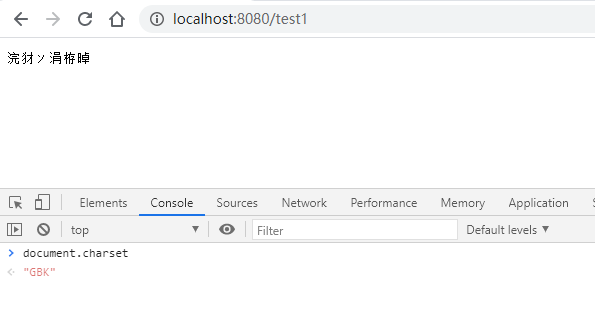 localhost:8080/test1
浣犲ソ涓栫晫
Elements Console Sources Network Performance Memory Application
top Filter Default levels
document.charset
"GBK"